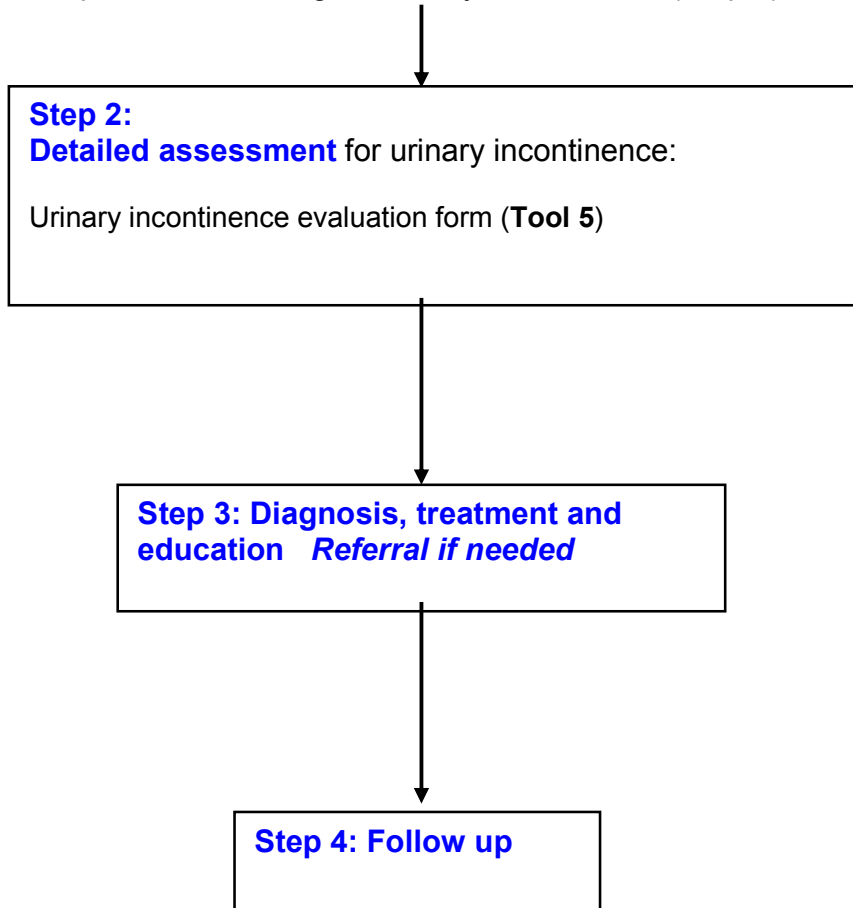 Step 2:
Detailed assessment for urinary incontinence:
Urinary incontinence evaluation form (Tool 5)
Step 3: Diagnosis, treatment and
education Referral if needed
Step 4: Follow up